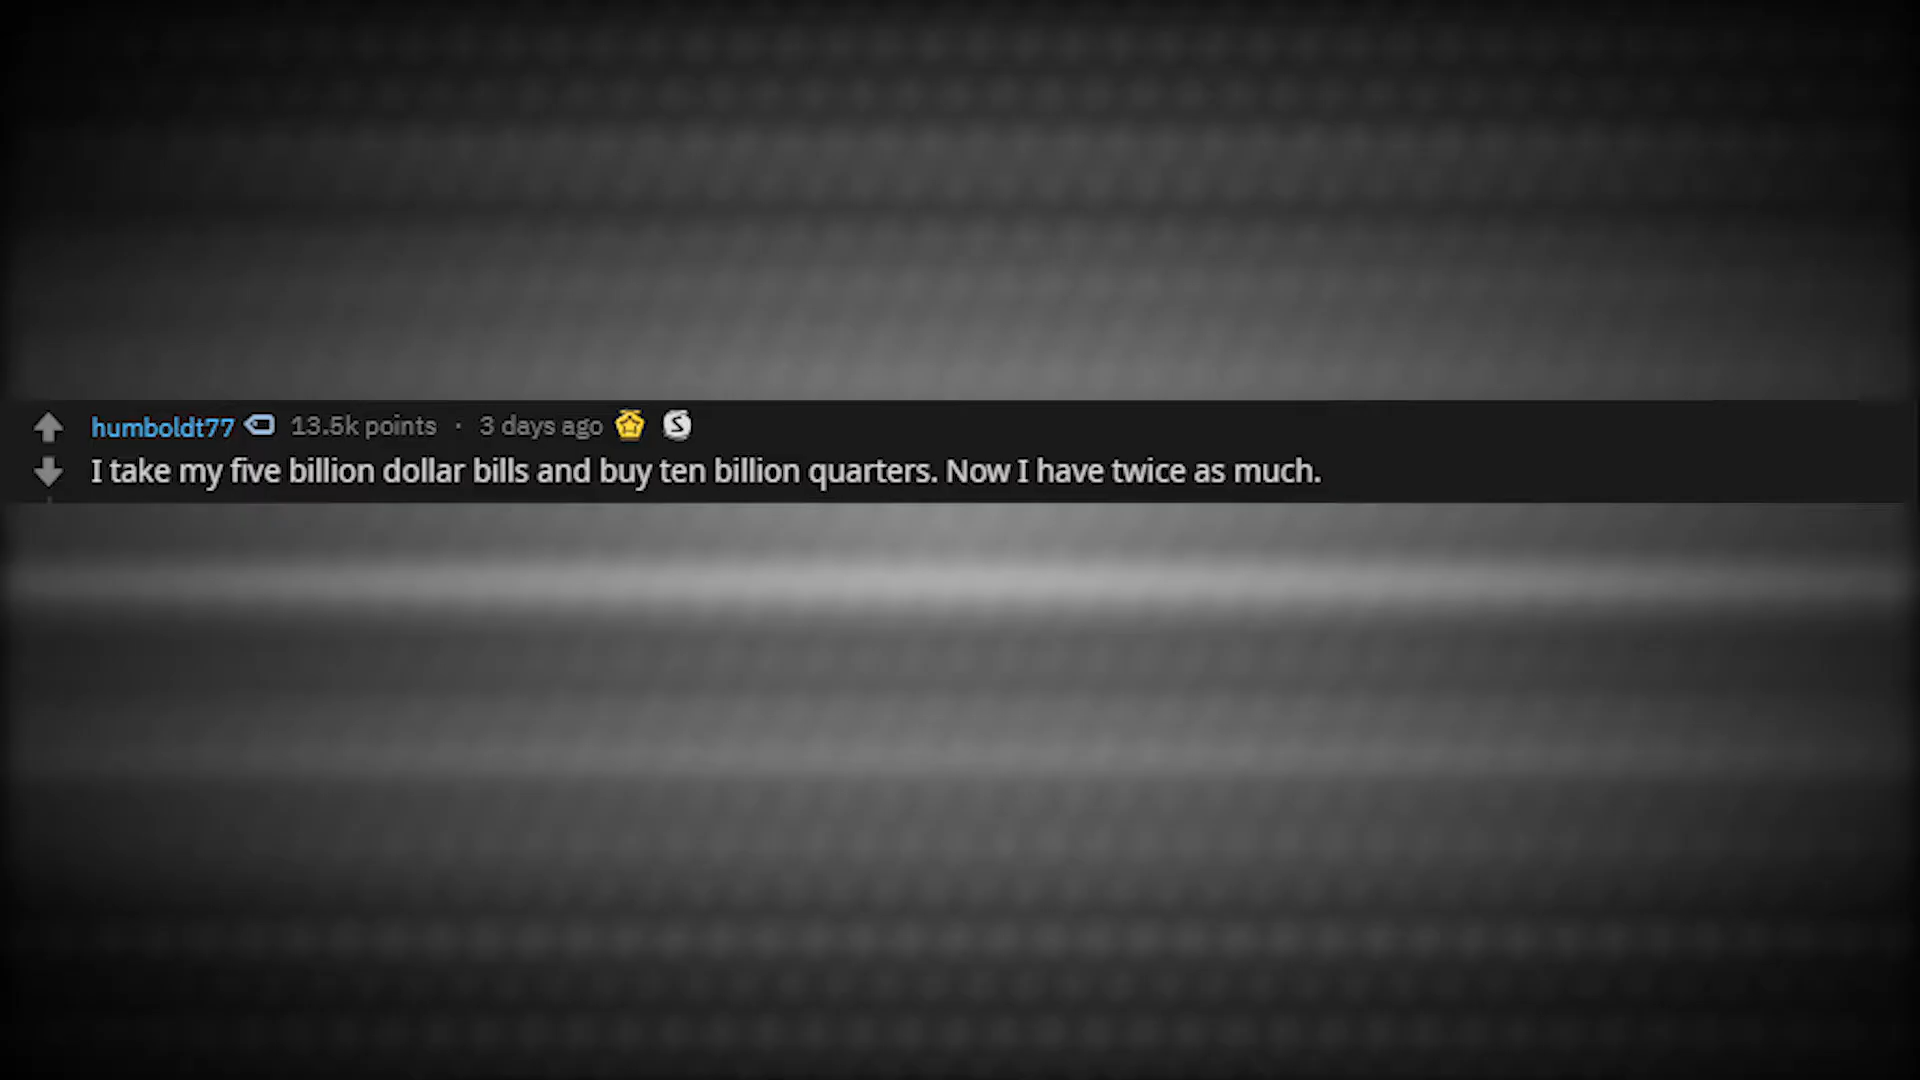 humboldt77 13.5k points · 3 days ago
I take my five billion dollar bills and buy ten billion quarters. Now I have twice as much.